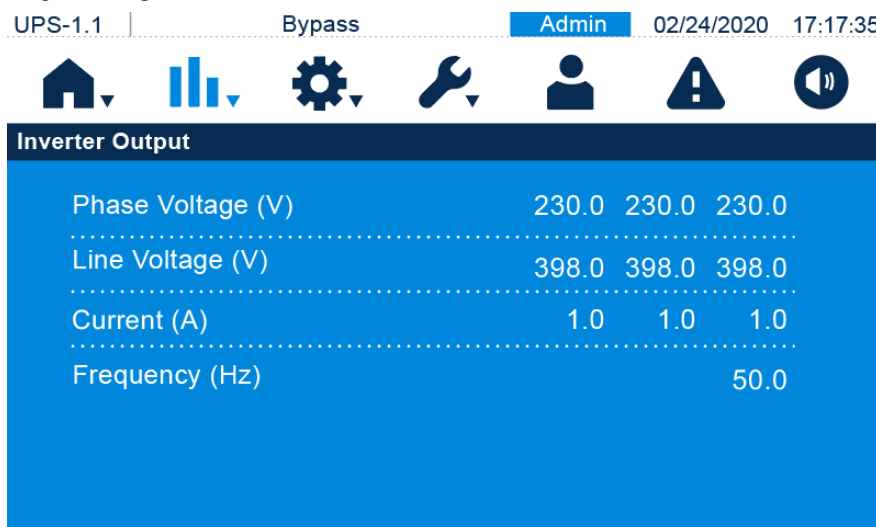 UPS-1.1 Bypass Admin 02/24/2020 17:17:35
Inverter Output
Phase Voltage (V) 230.0 230.0 230.0
Line Voltage (V) 398.0 398.0 398.0
Current (A) 1.0 1.0 1.0
Frequency (Hz) 50.0